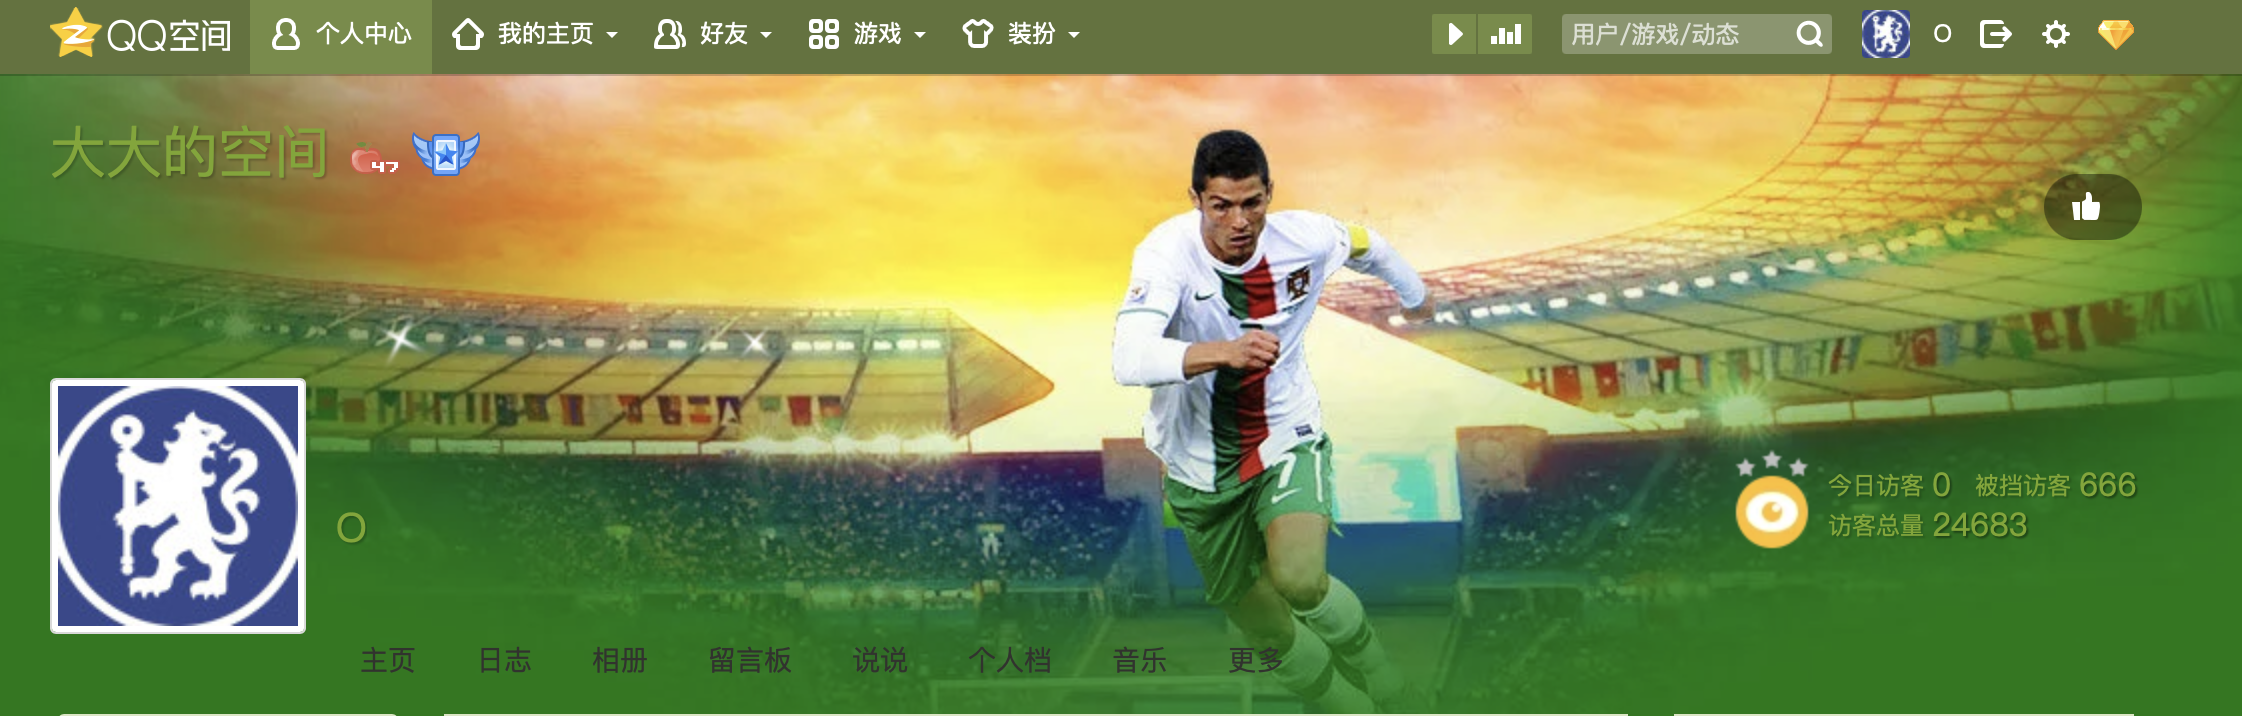 QQ空间 个人中心 我的主页 好友 游戏 装扮 用户/游戏/动态 O
大大的空间 47
7
今日访客 0 被挡访客 666
访客总量 24683
O
主页 日志 相册 留言板 说说 个人档 音乐 更多